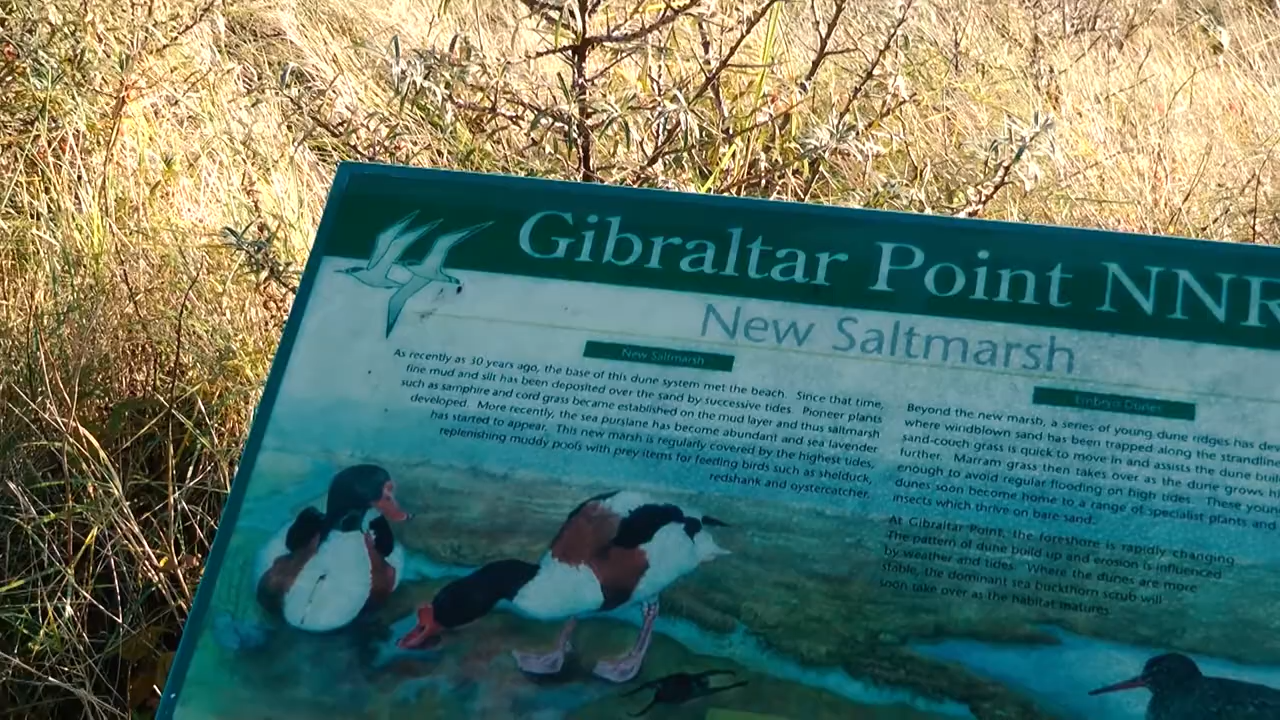 Gibraltar Point NNR
New Saltmarsh
New Saltmarsh
As recently as 30 years ago, the base of this dune system met the beach. Since that time,
fine mud and silt has been deposited over the sand by successive tides. Pioneer plants
such as samphire and cord grass became established on the mud layer and thus saltmarsh
developed. More recently, the sea purslane has become abundant and sea lavender
has started to appear. This new marsh is regularly covered by the highest tides,
replenishing muddy pools with prey items for feeding birds such as shelduck,
redshank and oystercatcher.
Embryo Dunes
Beyond the new marsh, a series of young dune ridges has
where windblown sand has been trapped along the strandline
sand-couch grass is quick to move in and assists the dune
further. Marram grass then takes over as the dune grows
enough to avoid regular flooding on high tides. These
dunes soon become home to a range of specialist plants and
insects which thrive on bare sand.
At Gibraltar Point, the foreshore is rapidly changing
The pattern of dune build up and erosion is influenced
by weather and tides. Where the dunes are more
stable, the dominant sea buckthorn scrub will
soon take over as the habitat matures.